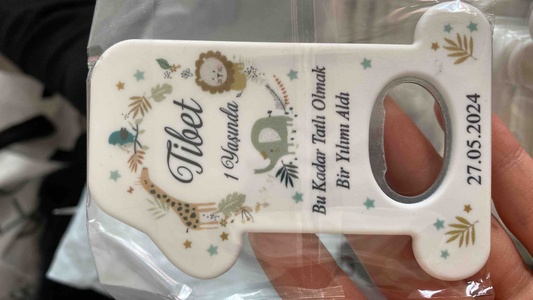 Tibet
1 Yaşında
Bu Kadar Tatlı Olmak
Bir Yılımı Aldı
27.05.2024